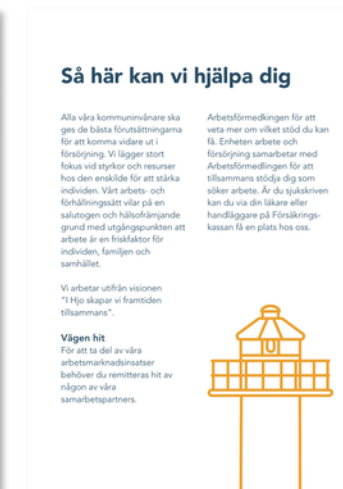 Så här kan vi hjälpa dig
Alla våra kommuninvånare ska
ges de bästa förutsättningarna
för att komma vidare ut i
försörjning. Vi lägger stort
fokus vid styrkor och resurser
hos den enskilde för att stärka
individen. Vårt arbets- och
förhållningssätt vilar på en
salutogen och hälsofrämjande
grund med utgångspunkten att
arbete är en friskfaktor för
individen, familjen och
samhället.
Vi arbetar utifrån visionen
"I Hjo skapar vi framtiden
tillsammans".
Vägen hit
För att ta del av våra
arbetsmarknadsinsatser
behöver du remitteras hit av
någon av våra
samarbetspartners.
Arbetsförmedkingen för att
veta mer om vilket stöd du kan
få. Enheten arbete och
försörjning samarbetar med
Arbetsförmedlingen för att
tillsammans stödja dig som
söker arbete. Är du sjukskriven
kan du via din läkare eller
handläggare på Försäkrings-
kassan få en plats hos oss.